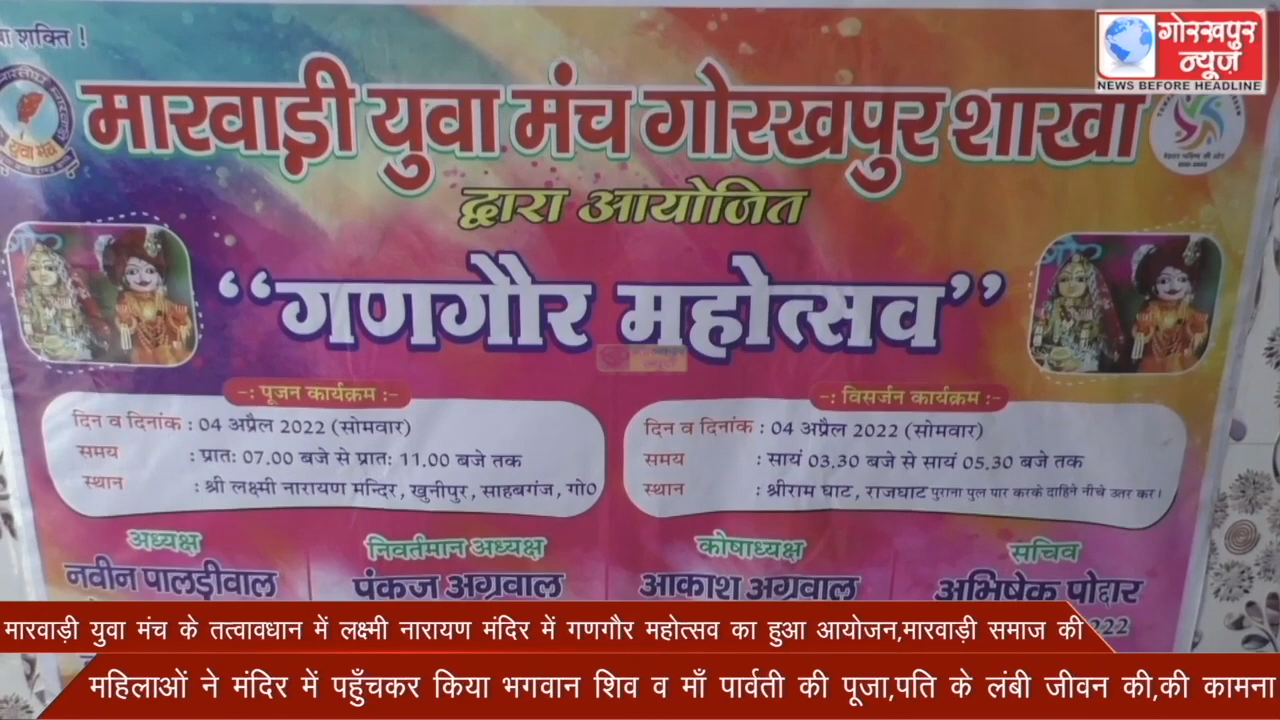 शक्ति !
गोरखपुर
न्यूज़
NEWS BEFORE HEADLINE
मारवाड़ी युवा मंच गोरखपुर शाखा
युवा मंच
द्वारा आयोजित
“गणगौर महोत्सव”
-: पूजन कार्यक्रम :-
दिन व दिनांक : 04 अप्रैल 2022 (सोमवार)
समय : प्रातः 07.00 बजे से प्रातः 11.00 बजे तक
स्थान : श्री लक्ष्मी नारायण मन्दिर, खुनीपुर, साहबगंज, गो0
-: विसर्जन कार्यक्रम :-
दिन व दिनांक : 04 अप्रैल 2022 (सोमवार)
समय : सायं 03.30 बजे से सायं 05.30 बजे तक
स्थान : श्रीराम घाट, राजघाट पुराना पुल पार करके दाहिने नीचे उतर कर।
अध्यक्ष
नवीन पालड़ीवाल
निवर्तमान अध्यक्ष
पंकज अग्रवाल
कोषाध्यक्ष
आकाश अग्रवाल
सचिव
अभिषेक पोद्दार
222
मारवाड़ी युवा मंच के तत्वावधान में लक्ष्मी नारायण मंदिर में गणगौर महोत्सव का हुआ आयोजन,मारवाड़ी समाज की
महिलाओं ने मंदिर में पहुँचकर किया भगवान शिव व माँ पार्वती की पूजा,पति के लंबी जीवन की,की कामना